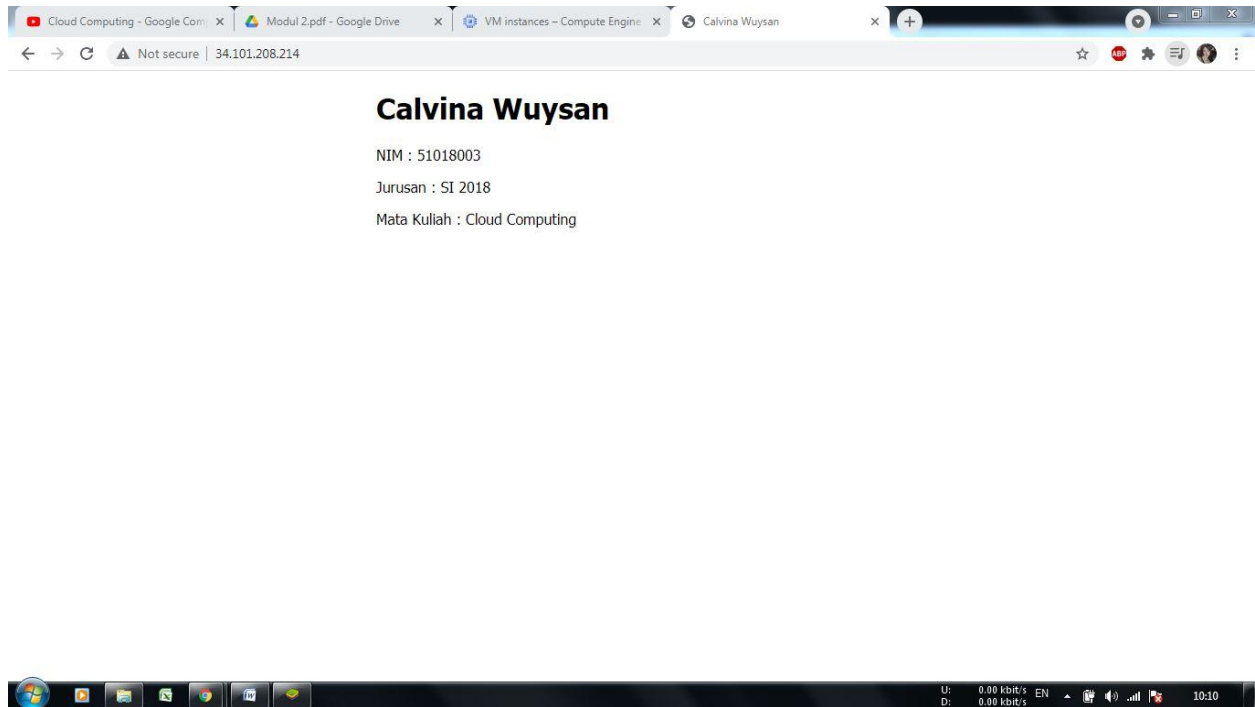 Cloud Computing - Google Com
Modul 2.pdf - Google Drive
VM instances – Compute Engine
Calvina Wuysan
Not secure | 34.101.208.214
ABP
Calvina Wuysan
NIM : 51018003
Jurusan : SI 2018
Mata Kuliah : Cloud Computing
U: 0.00 kbit/s
D: 0.00 kbit/s
EN
10:10